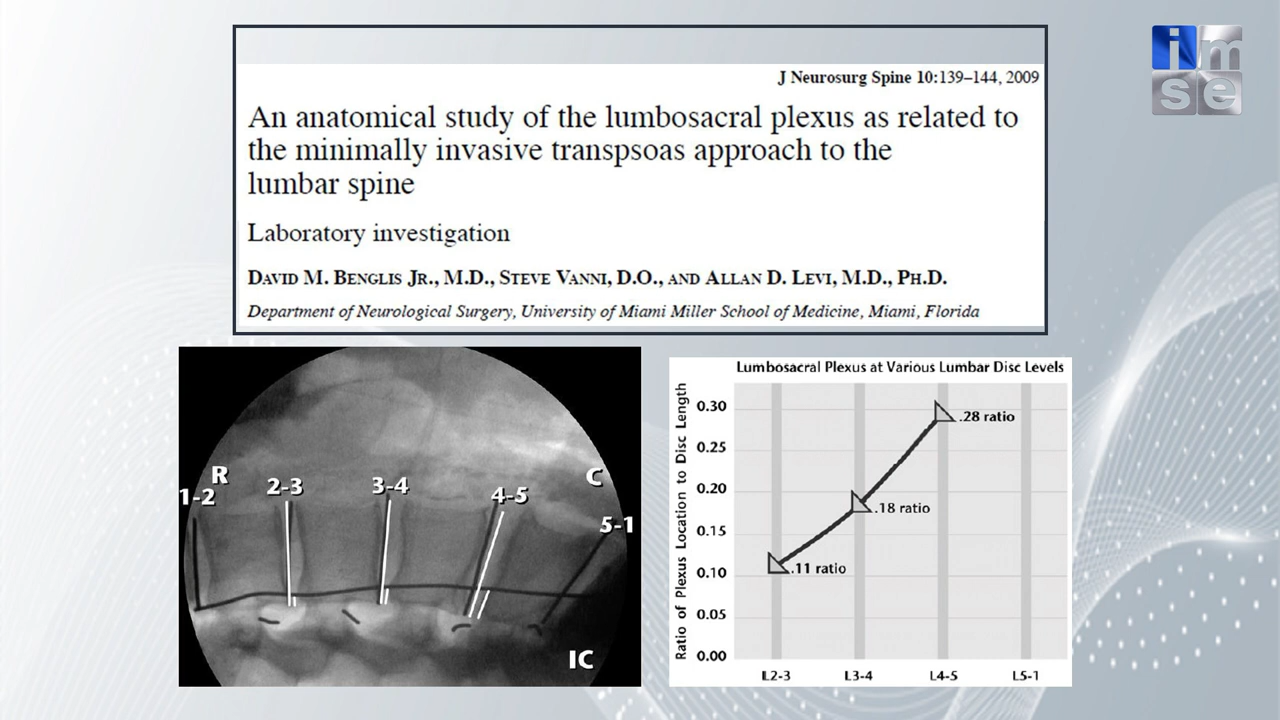 im
se
J Neurosurg Spine 10:139–144, 2009
An anatomical study of the lumbosacral plexus as related to
the minimally invasive transpsoas approach to the
lumbar spine
Laboratory investigation
David M. Benglis Jr., M.D., Steve Vanni, D.O., and Allan D. Levi, M.D., Ph.D.
Department of Neurological Surgery, University of Miami Miller School of Medicine, Miami, Florida
R
C
1-2
2-3
3-4
4-5
5-1
IC
Lumbosacral Plexus at Various Lumbar Disc Levels
Ratio of Plexus Location to Disc Length
0.30
0.25
0.20
0.15
0.10
0.05
0.00
.28 ratio
.18 ratio
.11 ratio
L2-3
L3-4
L4-5
L5-1